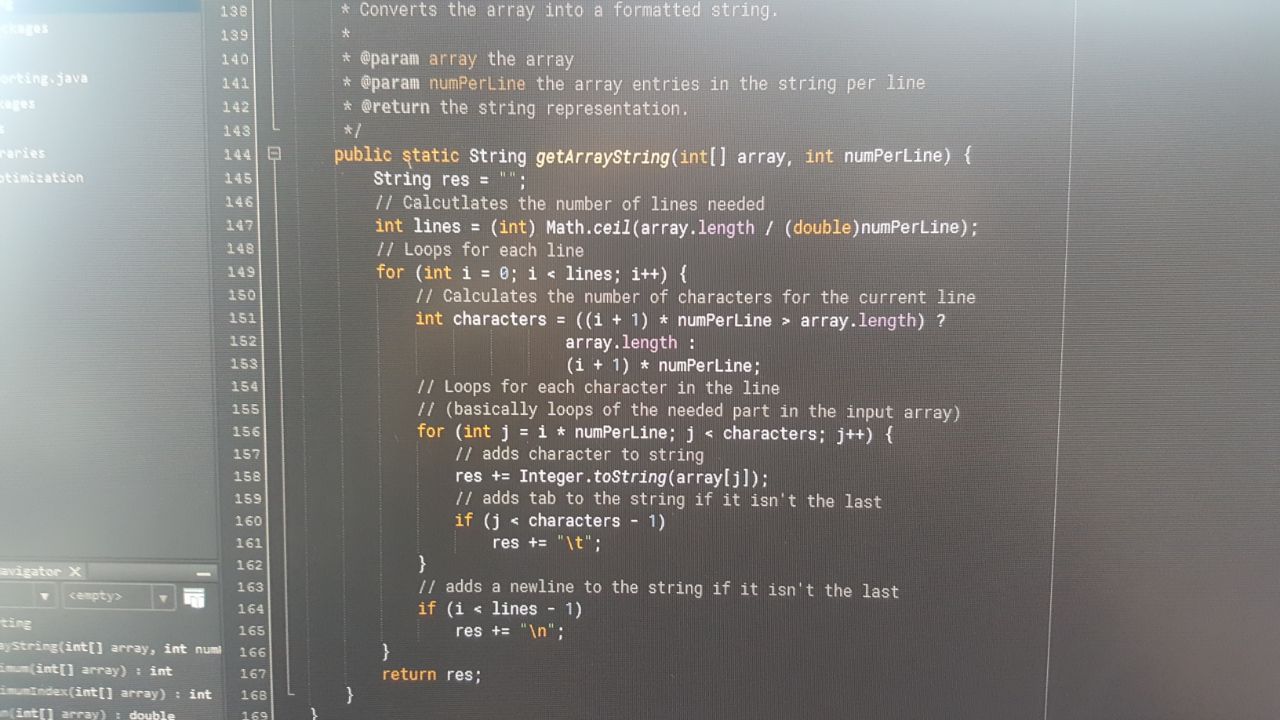 138 * Converts the array into a formatted string.
139 *
140 * @param array the array
141 * @param numPerLine the array entries in the string per line
142 * @return the string representation.
143 */
144 public static String getArrayString(int[] array, int numPerLine) {
145 String res = "";
146 // Calcutlates the number of lines needed
147 int lines = (int) Math.ceil(array.length / (double)numPerLine);
148 // Loops for each line
149 for (int i = 0; i < lines; i++) {
150 // Calculates the number of characters for the current line
151 int characters = ((i + 1) * numPerLine > array.length) ?
152 array.length :
153 (i + 1) * numPerLine;
154 // Loops for each character in the line
155 // (basically loops of the needed part in the input array)
156 for (int j = i * numPerLine; j < characters; j++) {
157 // adds character to string
158 res += Integer.toString(array[j]);
159 // adds tab to the string if it isn't the last
160 if (j < characters - 1)
161 res += "\t";
162 }
163 // adds a newline to the string if it isn't the last
164 if (i < lines - 1)
165 res += "\n";
166 }
167 return res;
168 }
169 }
ckages
orting.java
kages
s
raries
ptimization
avigator X
<empty>
ting
ayString(int[] array, int num
imum(int[] array) : int
imumIndex(int[] array) : int
(int[] array) : double